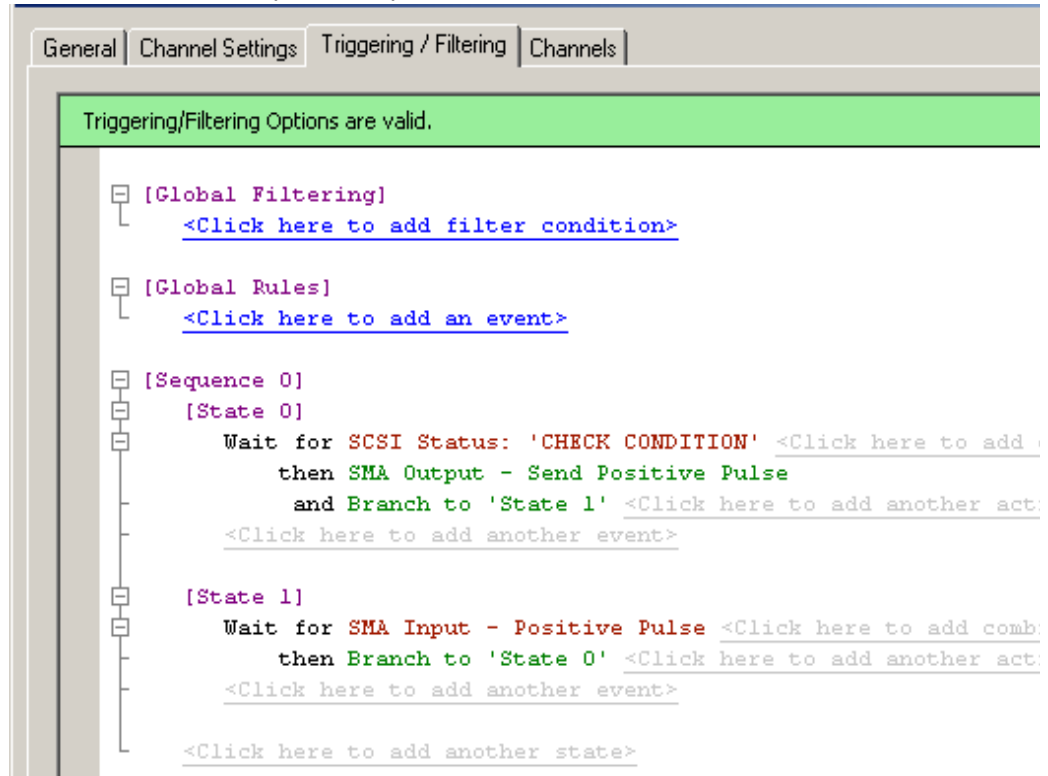 General Channel Settings Triggering / Filtering Channels
Triggering/Filtering Options are valid.
[Global Filtering]
<Click here to add filter condition>
[Global Rules]
<Click here to add an event>
[Sequence 0]
[State 0]
Wait for SCSI Status: 'CHECK CONDITION' <Click here to add
then SMA Output - Send Positive Pulse
and Branch to 'State 1' <Click here to add another acti
<Click here to add another event>
[State 1]
Wait for SMA Input - Positive Pulse <Click here to add combi
then Branch to 'State 0' <Click here to add another acti
<Click here to add another event>
<Click here to add another state>